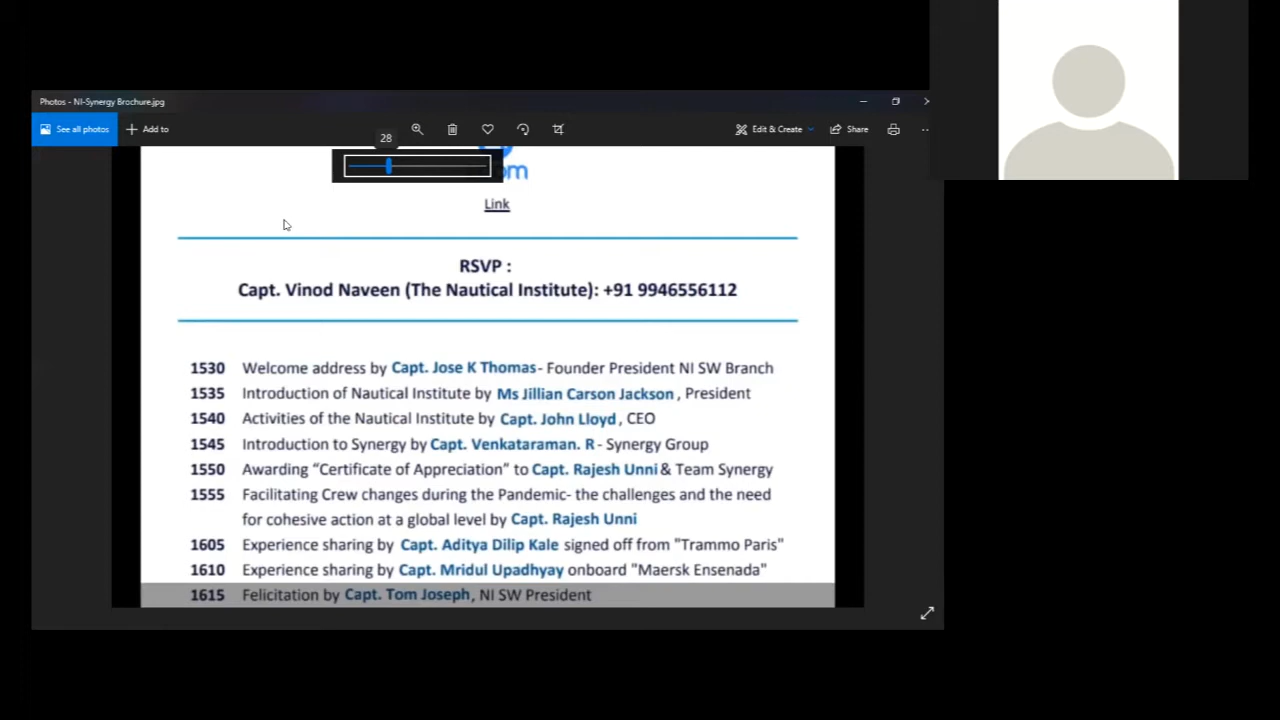 Photos - NI-Synergy Brochure.jpg
See all photos
Add to
Edit & Create
Share
28
Link
RSVP :
Capt. Vinod Naveen (The Nautical Institute): +91 9946556112
1530 Welcome address by Capt. Jose K Thomas - Founder President NI SW Branch
1535 Introduction of Nautical Institute by Ms Jillian Carson Jackson , President
1540 Activities of the Nautical Institute by Capt. John Lloyd , CEO
1545 Introduction to Synergy by Capt. Venkataraman. R - Synergy Group
1550 Awarding “Certificate of Appreciation” to Capt. Rajesh Unni & Team Synergy
1555 Facilitating Crew changes during the Pandemic- the challenges and the need
for cohesive action at a global level by Capt. Rajesh Unni
1605 Experience sharing by Capt. Aditya Dilip Kale signed off from "Trammo Paris"
1610 Experience sharing by Capt. Mridul Upadhyay onboard "Maersk Ensenada"
1615 Felicitation by Capt. Tom Joseph, NI SW President